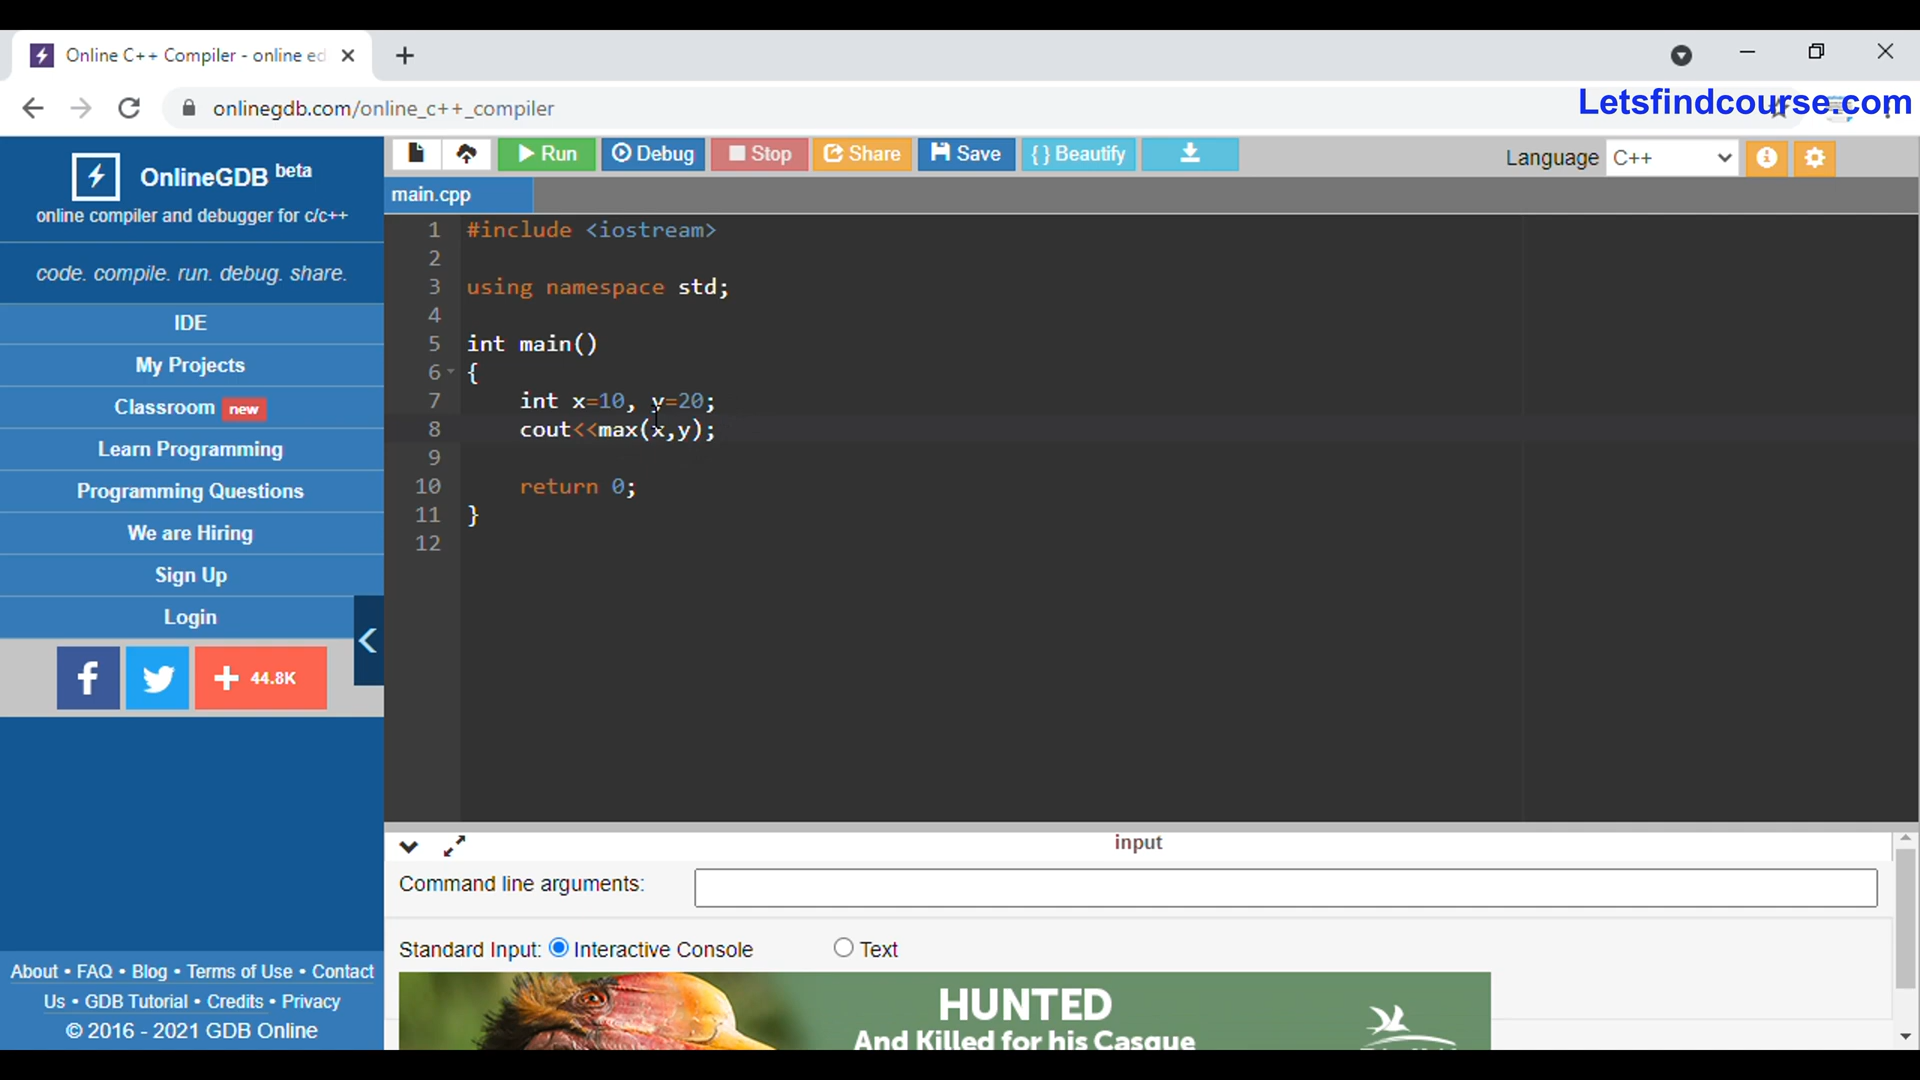 Online C++ Compiler - online ed
onlinegdb.com/online_c++_compiler
Letsfindcourse.com
OnlineGDB beta
online compiler and debugger for c/c++
code. compile. run. debug. share.
IDE
My Projects
Classroom new
Learn Programming
Programming Questions
We are Hiring
Sign Up
Login
44.8K
About • FAQ • Blog • Terms of Use • Contact
Us • GDB Tutorial • Credits • Privacy
© 2016 - 2021 GDB Online
Run Debug Stop Share Save { } Beautify
Language C++
main.cpp
1 #include <iostream>
2
3 using namespace std;
4
5 int main()
6 {
7 int x=10, y=20;
8 cout<<max(x,y);
9
10 return 0;
11 }
12
input
Command line arguments:
Standard Input: Interactive Console Text
HUNTED
And Killed for his Casque